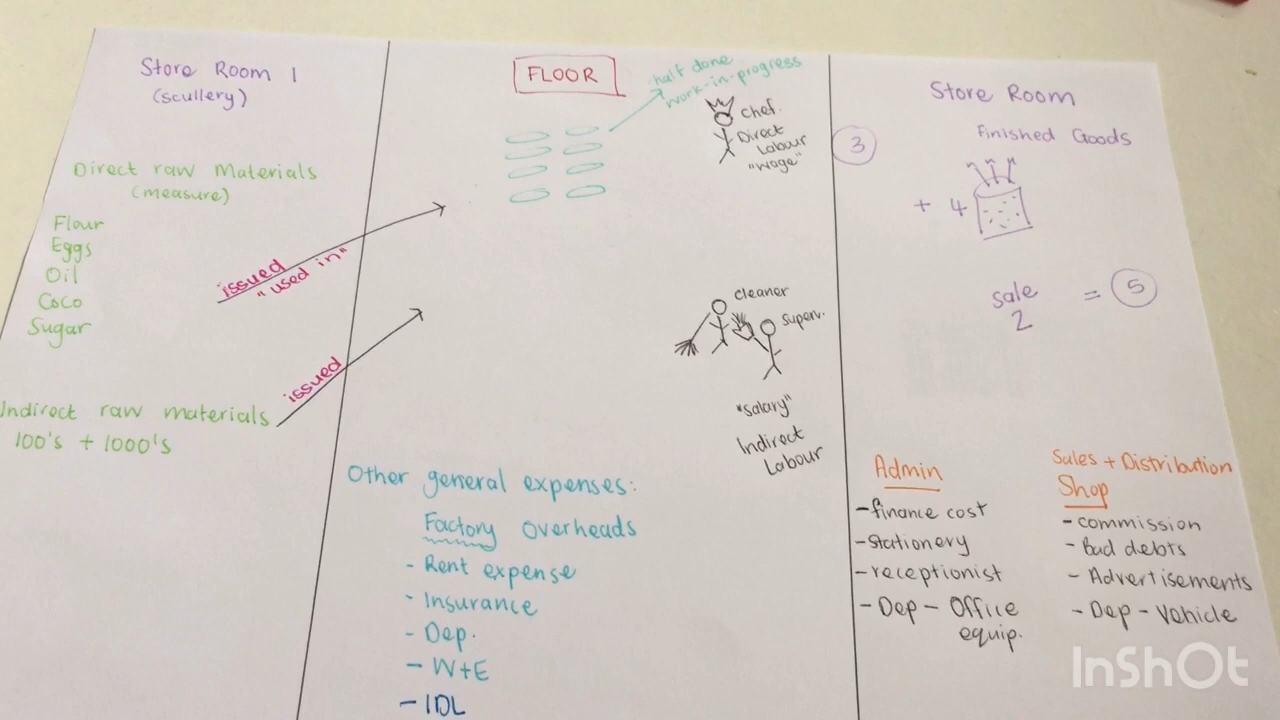 Store Room 1
(scullery)
Direct raw Materials
(measure)
Flour
Eggs
Oil
Coco
Sugar
issued
"used in"
Indirect raw materials
100's + 1000's
issued
FLOOR
half done
work-in-progress
chef.
Direct
Labour
"wage"
cleaner
superv.
"salary"
Indirect
Labour
Other general expenses:
Factory overheads
- Rent expense
- Insurance
- Dep.
- W+E
- IDL
Store Room
Finished Goods
3
+ 4
sale
2
= 5
Admin
- finance cost
- Stationery
- receptionist
- Dep - Office
equip.
Sales + Distribution
Shop
- commission
- Bad debts
- Advertisements
- Dep - Vehicle
InShOt